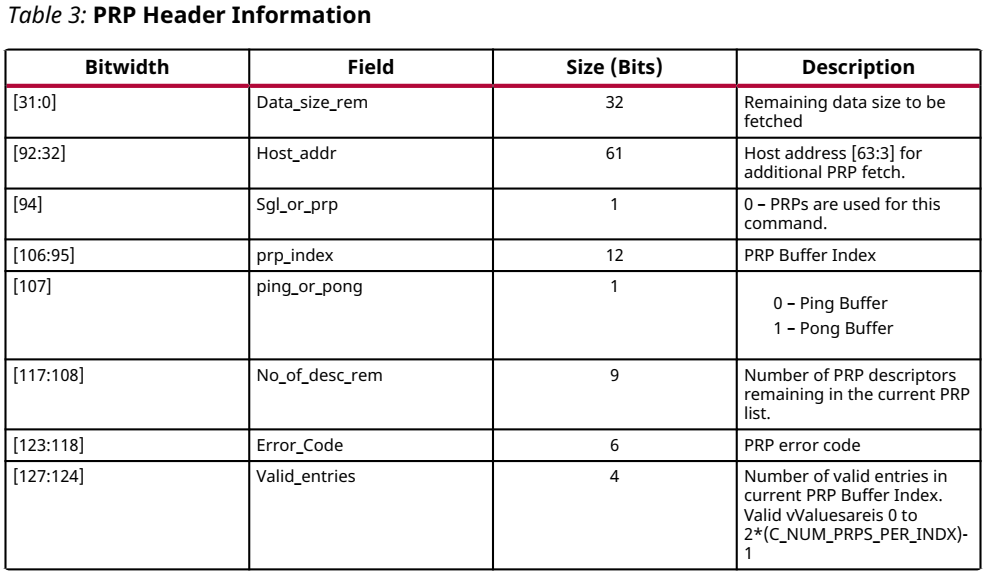 Table 3: PRP Header Information
Bitwidth Field Size (Bits) Description
[31:0] Data_size_rem 32 Remaining data size to be
fetched
[92:32] Host_addr 61 Host address [63:3] for
additional PRP fetch.
[94] Sgl_or_prp 1 0 – PRPs are used for this
command.
[106:95] prp_index 12 PRP Buffer Index
[107] ping_or_pong 1
0 – Ping Buffer
1 – Pong Buffer
[117:108] No_of_desc_rem 9 Number of PRP descriptors
remaining in the current PRP
list.
[123:118] Error_Code 6 PRP error code
[127:124] Valid_entries 4 Number of valid entries in
current PRP Buffer Index.
Valid vValuesareis 0 to
2*(C_NUM_PRPS_PER_INDX)-
1